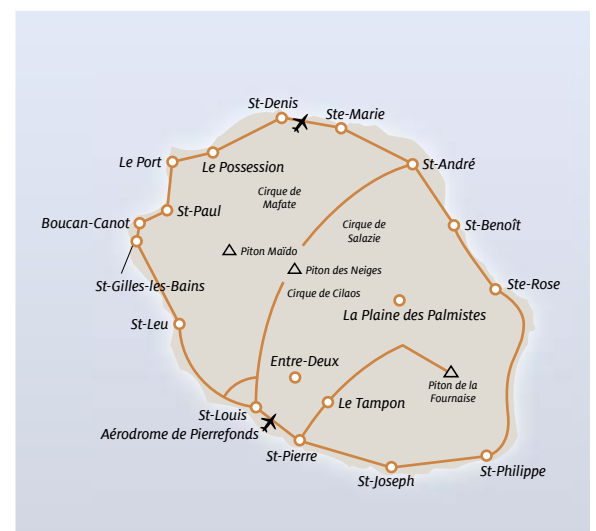 St-Denis
Ste-Marie
Le Port
Le Possession
St-André
Cirque de
Mafate
St-Paul
Boucan-Canot
Cirque de
Salazie
St-Benoît
Piton Maïdo
Piton des Neiges
St-Gilles-les-Bains
Cirque de Cilaos
Ste-Rose
La Plaine des Palmistes
St-Leu
Entre-Deux
Piton de la
Fournaise
Le Tampon
St-Louis
Aérodrome de Pierrefonds
St-Pierre
St-Joseph
St-Philippe